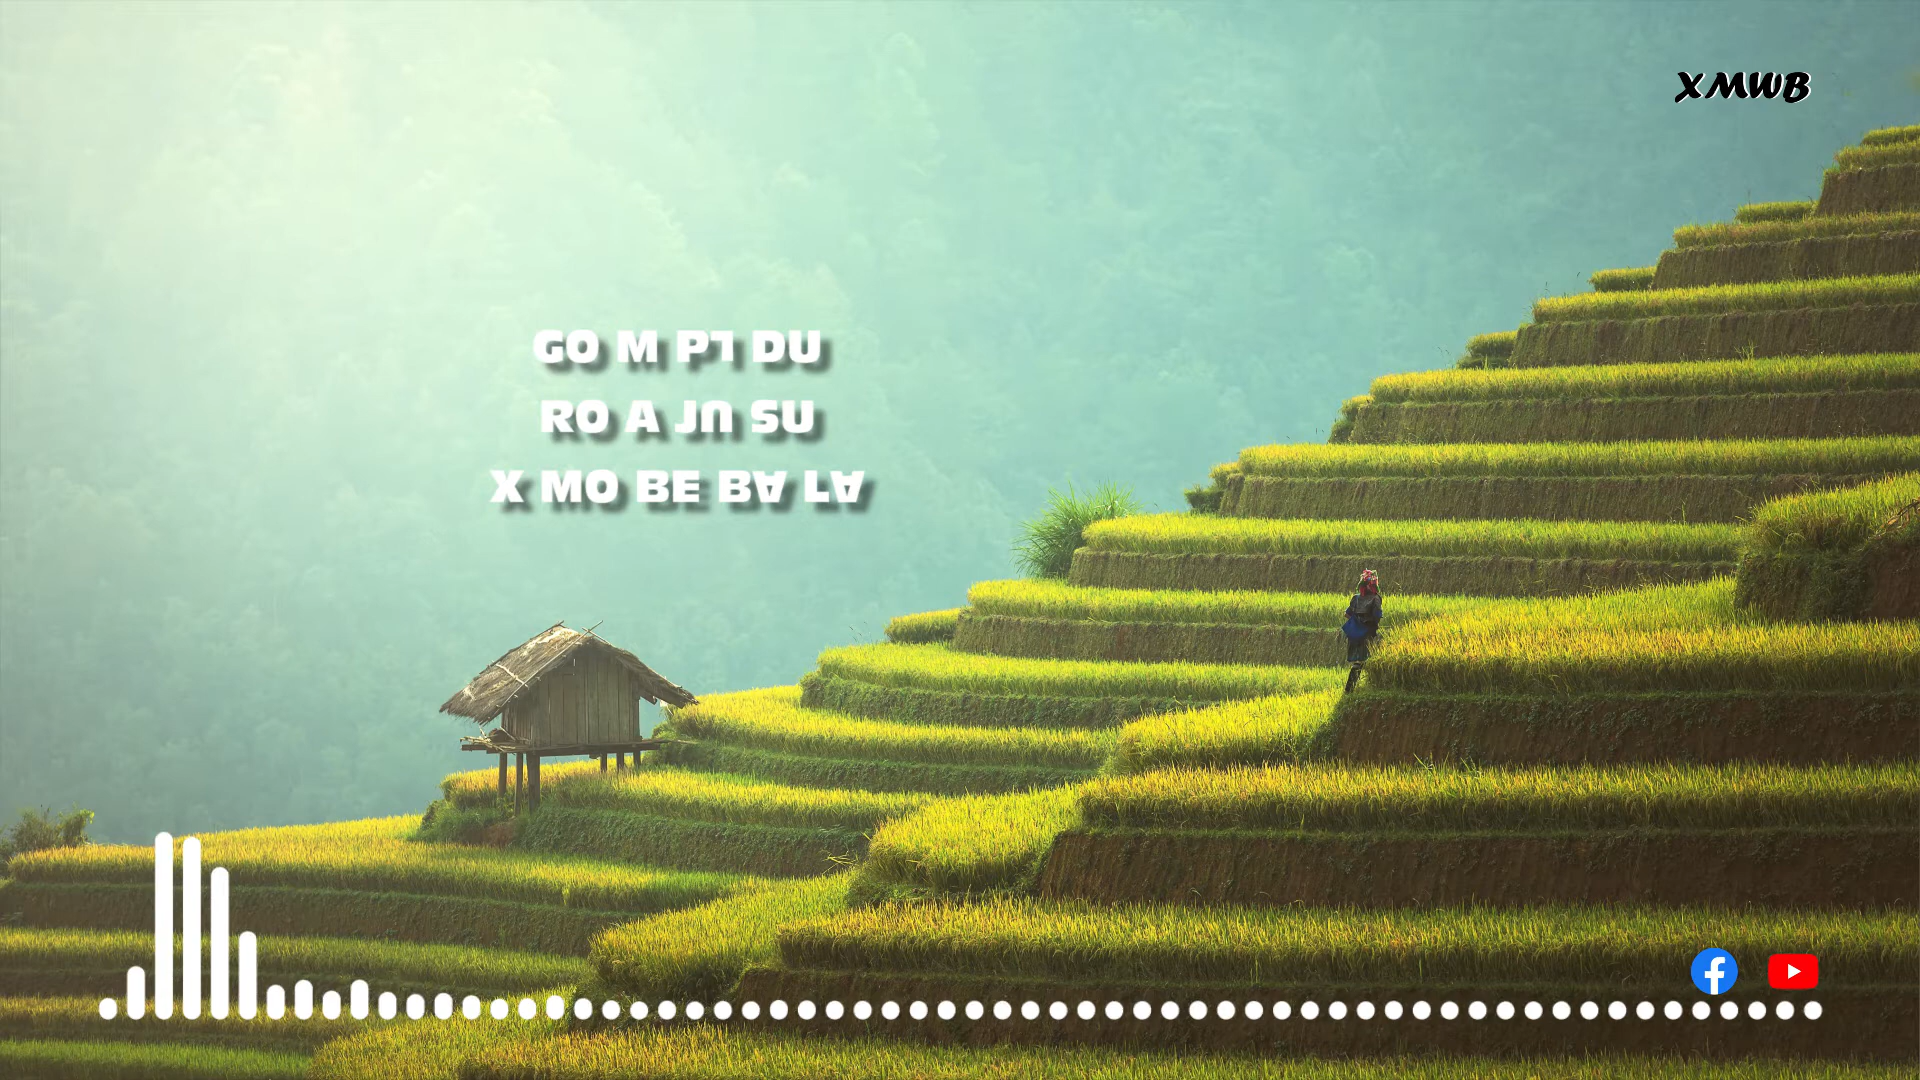 XMWB
ꓖꓳ ꓟ ꓑꓶ ꓓꓴ
ꓣꓳ ꓮ ꓙꓵ ꓢꓴ
ꓫ ꓟꓳ ꓐꓰ ꓐꓯ ꓡꓯ